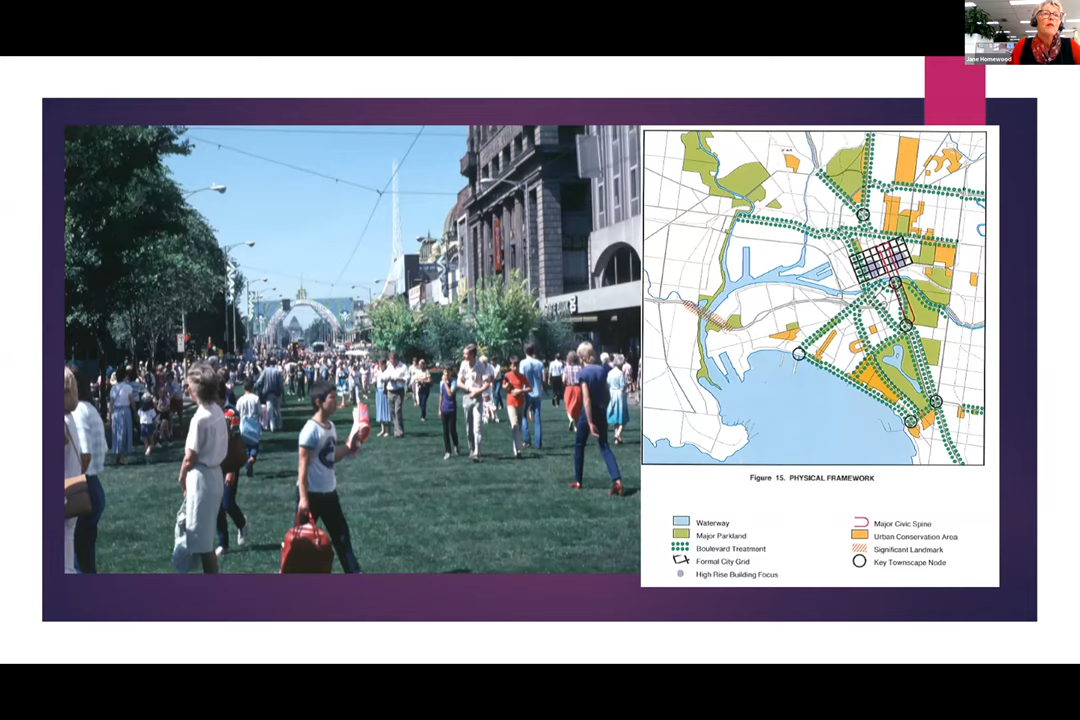 Jane Homewood
Figure 15. PHYSICAL FRAMEWORK
Waterway
Major Parkland
Boulevard Treatment
Formal City Grid
High Rise Building Focus
Major Civic Spine
Urban Conservation Area
Significant Landmark
Key Townscape Node